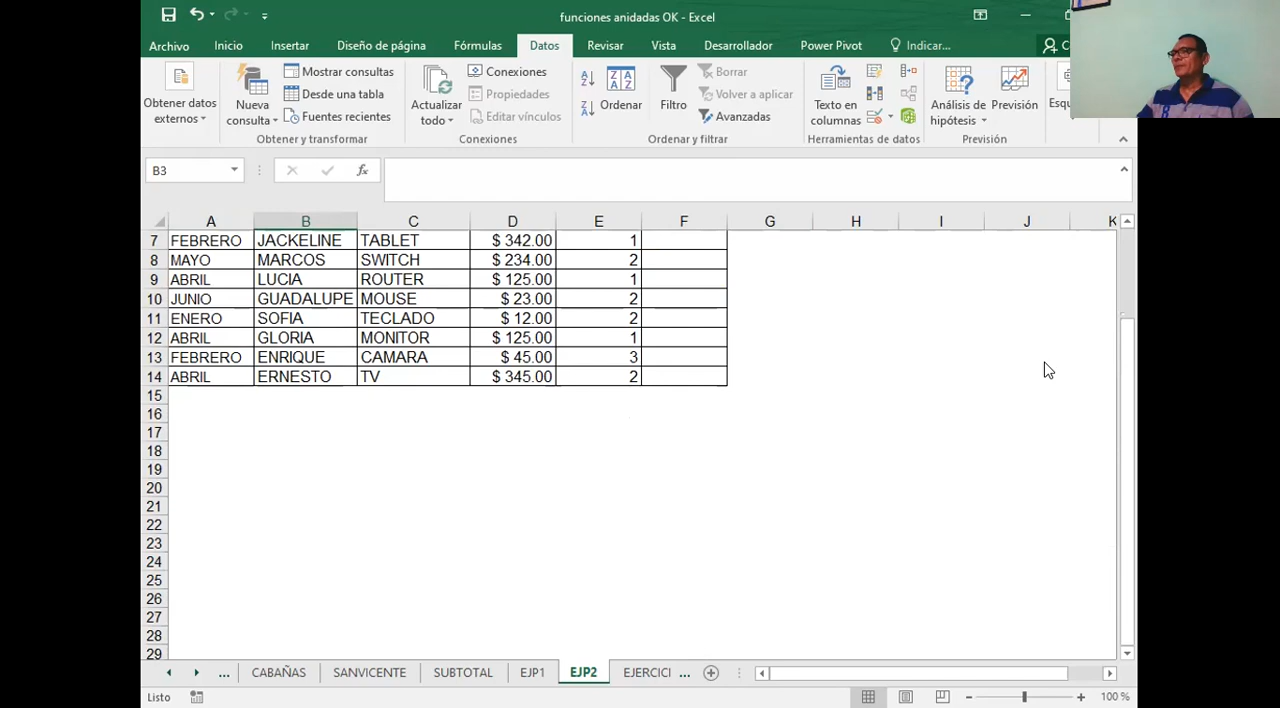 funciones anidadas OK - Excel
Archivo Inicio Insertar Diseño de página Fórmulas Datos Revisar Vista Desarrollador Power Pivot Indicar...
Obtener datos externos
Nueva consulta
Mostrar consultas
Desde una tabla
Fuentes recientes
Obtener y transformar
Actualizar todo
Conexiones
Propiedades
Editar vínculos
Conexiones
Ordenar
Filtro
Borrar
Volver a aplicar
Avanzadas
Ordenar y filtrar
Texto en columnas
Herramientas de datos
Análisis de hipótesis
Previsión
Previsión
B3 fx
A B C D E F G H I J K
7 FEBRERO JACKELINE TABLET $ 342.00 1
8 MAYO MARCOS SWITCH $ 234.00 2
9 ABRIL LUCIA ROUTER $ 125.00 1
10 JUNIO GUADALUPE MOUSE $ 23.00 2
11 ENERO SOFIA TECLADO $ 12.00 2
12 ABRIL GLORIA MONITOR $ 125.00 1
13 FEBRERO ENRIQUE CAMARA $ 45.00 3
14 ABRIL ERNESTO TV $ 345.00 2
15
16
17
18
19
20
21
22
23
24
25
26
27
28
29
... CABAÑAS SANVICENTE SUBTOTAL EJP1 EJP2 EJERCICI ...
Listo 100 %